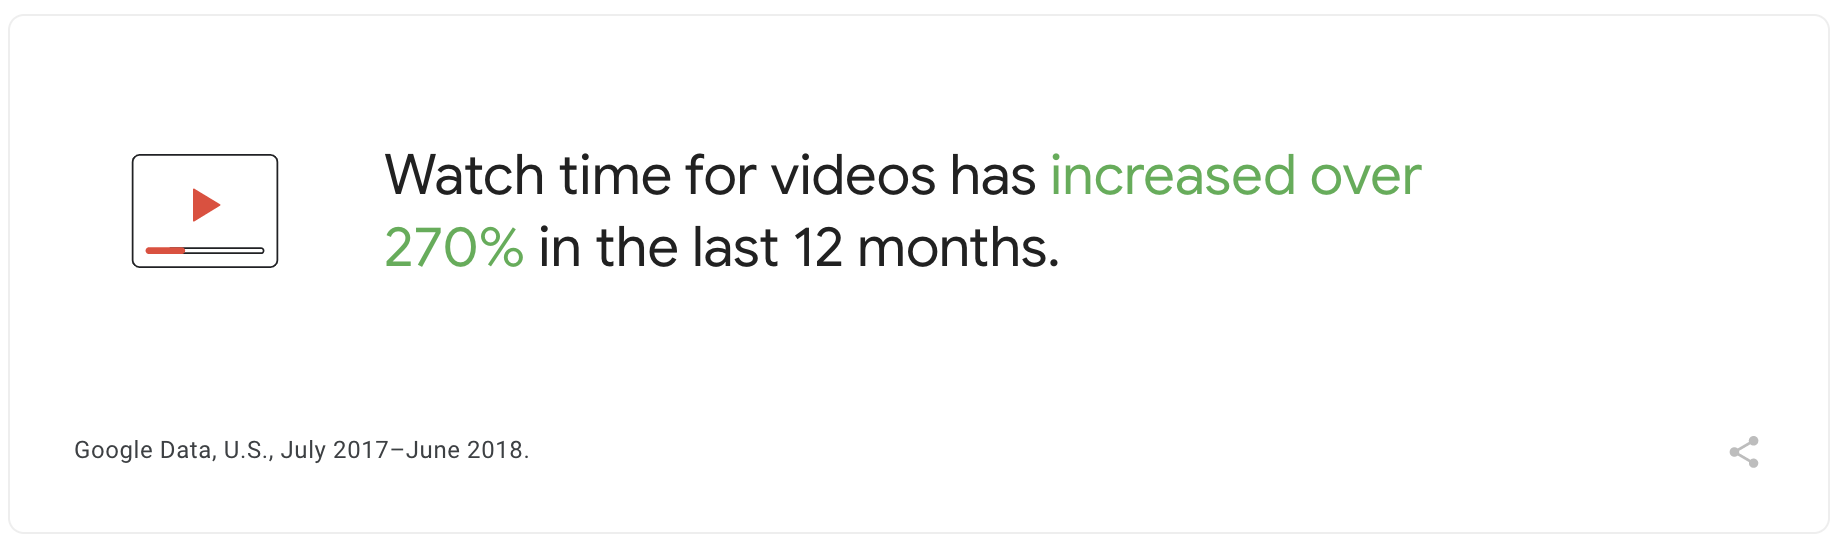 Watch time for videos has increased over
270% in the last 12 months.
Google Data, U.S., July 2017–June 2018.